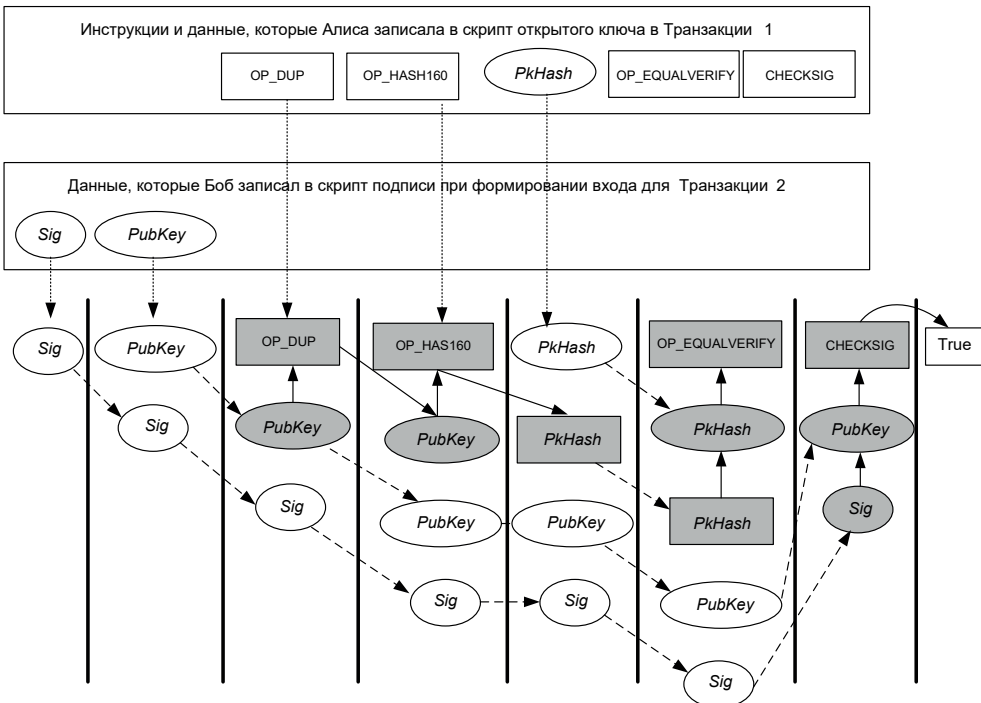 Инструкции и данные, которые Алиса записала в скрипт открытого ключа в Транзакции 1
OP_DUP OP_HASH160 PkHash OP_EQUALVERIFY CHECKSIG
Данные, которые Боб записал в скрипт подписи при формировании входа для Транзакции 2
Sig PubKey
Sig PubKey OP_DUP OP_HAS160 PkHash OP_EQUALVERIFY CHECKSIG True
Sig PubKey PubKey PkHash PkHash PubKey
Sig PubKey PubKey PkHash Sig
Sig Sig PubKey
Sig